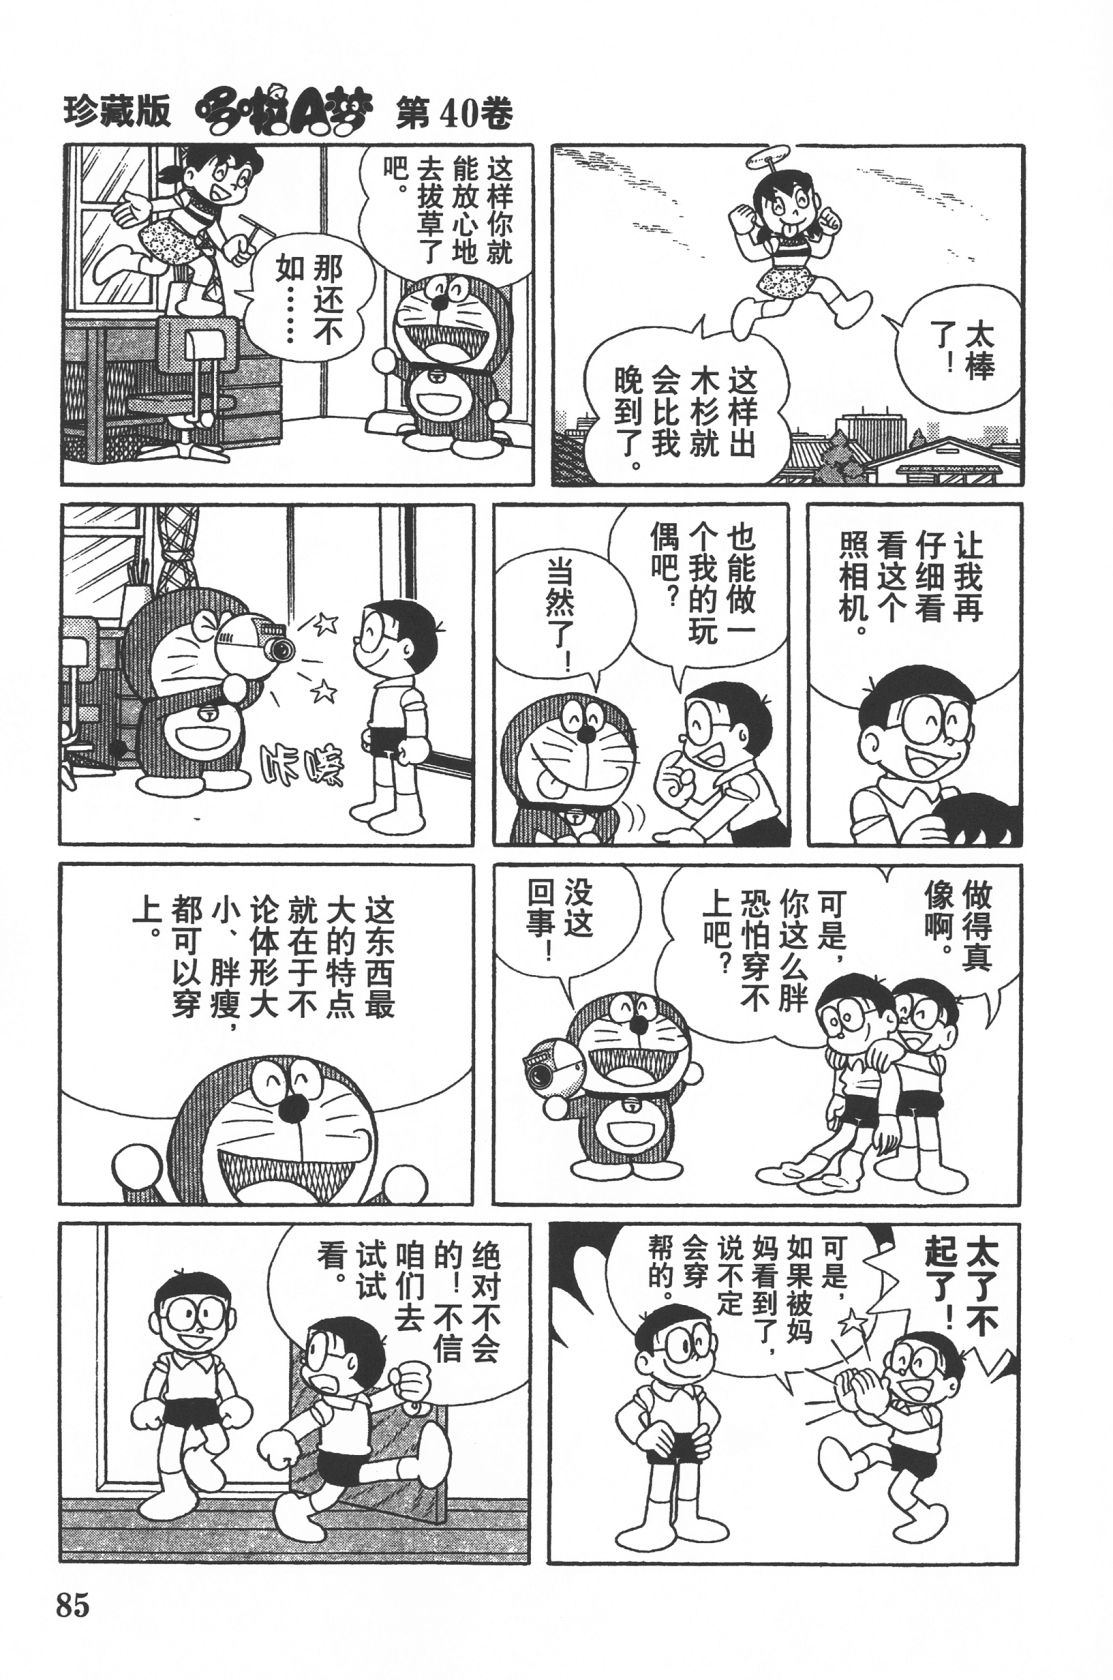 珍藏版 哆啦A梦 第40卷
太棒
了！
这样出
木杉就
会比我
晚到了。
这样你就
能放心地
去拔草了
吧。
那还不
如……
让我再
仔细看
看这个
照相机。
也能做一
个我的玩
偶吧？
当然了！
咔嚓
做得真
像啊。
可是，
你这么胖
恐怕穿不
上吧？
没这
回事！
这东西最
大的特点
就在于不
论体形大
小、胖瘦，
都可以穿
上。
太了不
起了！
可是，
如果被妈
妈看到了，
说不定
会穿
帮的。
绝对不会
的！不信
咱们去
试试
看。
85